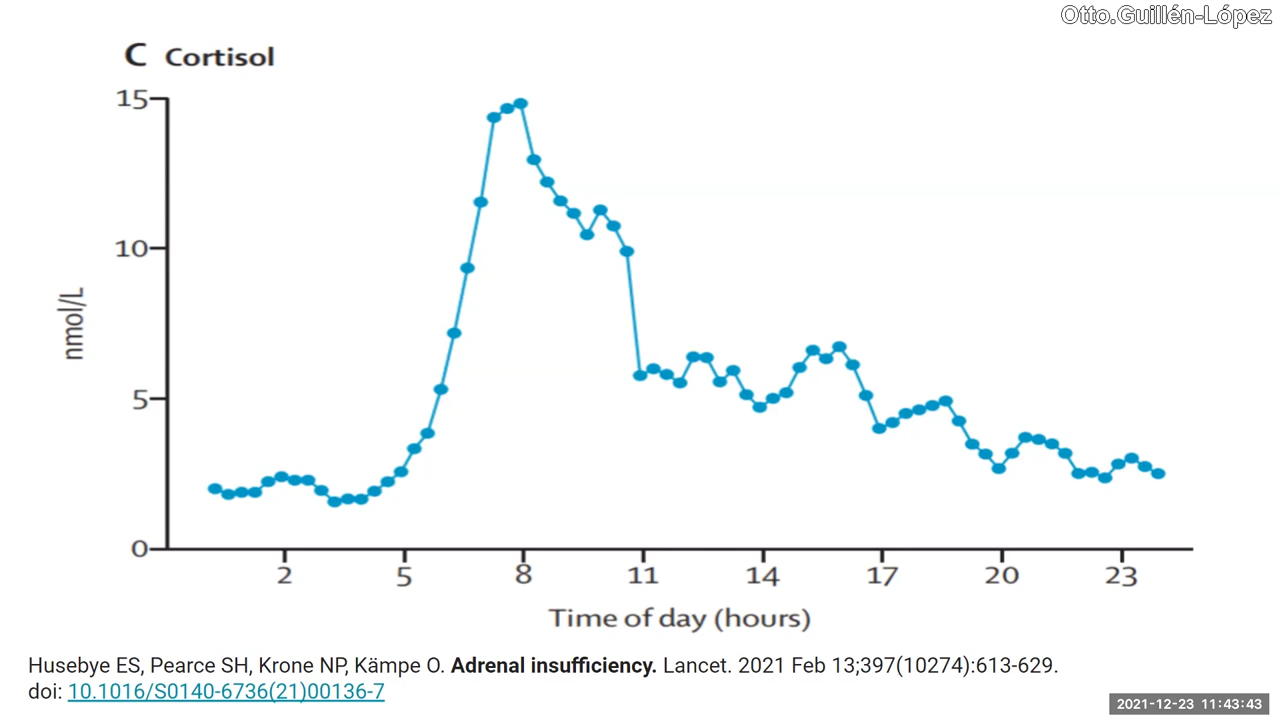 Otto.Guillén-López
C Cortisol
15
10
5
0
nmol/L
2 5 8 11 14 17 20 23
Time of day (hours)
Husebye ES, Pearce SH, Krone NP, Kämpe O. Adrenal insufficiency. Lancet. 2021 Feb 13;397(10274):613-629.
doi: 10.1016/S0140-6736(21)00136-7
2021-12-23 11:43:43